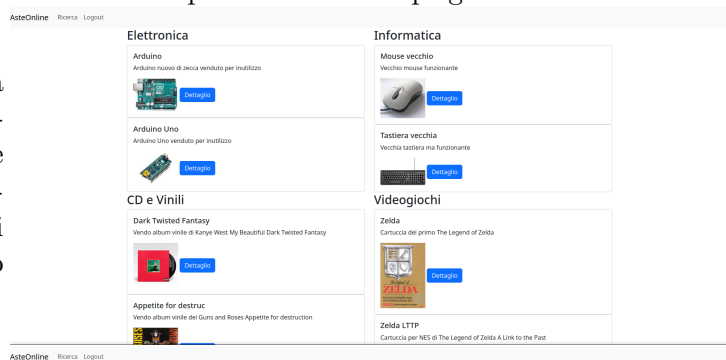 AsteOnline Ricerca Logout
Elettronica
Arduino
Arduino nuovo di zecca venduto per inutilizzo
Dettaglio
Arduino Uno
Arduino Uno venduto per inutilizzo
Dettaglio
Informatica
Mouse vecchio
Vecchio mouse funzionante
Dettaglio
Tastiera vecchia
Vecchia tastiera ma funzionante
Dettaglio
CD e Vinili
Dark Twisted Fantasy
Vendo album vinile di Kanye West My Beautiful Dark Twisted Fantasy
Dettaglio
Appetite for destruc
Vendo album vinile dei Guns and Roses Appetite for destruction
Videogiochi
Zelda
Cartuccia del primo The Legend of Zelda
ZELDA
Dettaglio
Zelda LTTP
Cartuccia per NES di The Legend of Zelda A Link to the Past
AsteOnline Ricerca Logout